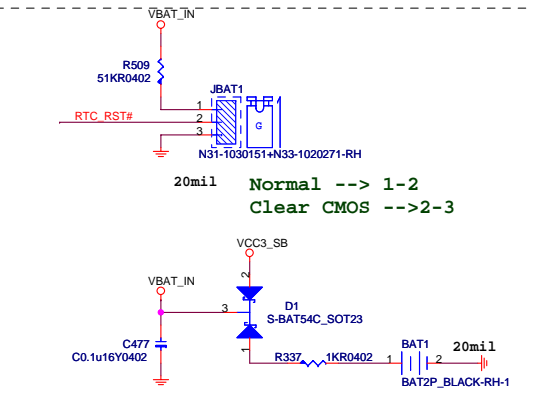 VBAT_IN
R509
51KR0402
JBAT1
1
RTC_RST#
2
3
G
N31-1030151+N33-1020271-RH
20mil
Normal --> 1-2
Clear CMOS -->2-3
VCC3_SB
VBAT_IN
2
3
D1
S-BAT54C_SOT23
C477
C0.1u16Y0402
1
R337
1KR0402
BAT1
20mil
1
2
BAT2P_BLACK-RH-1